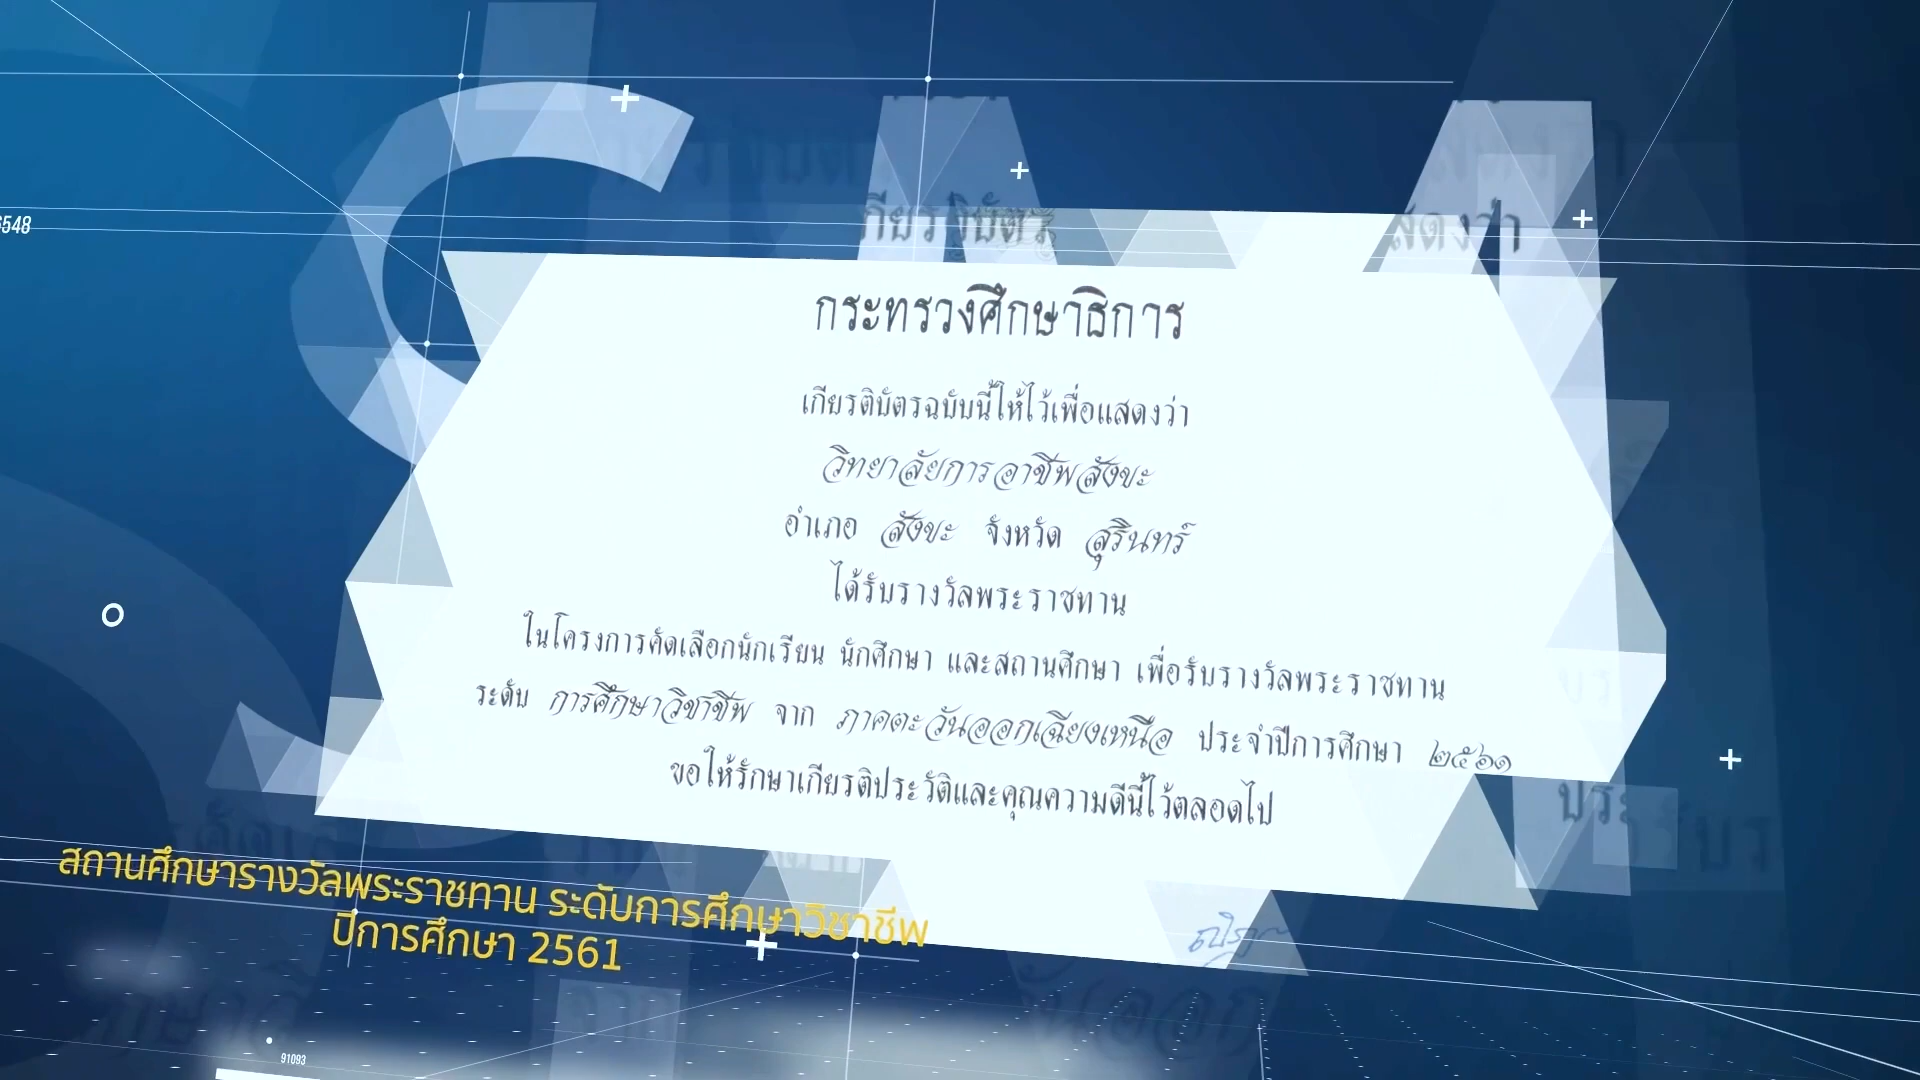 6548
กระทรวงศึกษาธิการ
เกียรติบัตรฉบับนี้ให้ไว้เพื่อแสดงว่า
วิทยาลัยการอาชีพสังขะ
อำเภอ สังขะ จังหวัด สุรินทร์
ได้รับรางวัลพระราชทาน
ในโครงการคัดเลือกนักเรียน นักศึกษา และสถานศึกษา เพื่อรับรางวัลพระราชทาน
ระดับ การศึกษาวิชาชีพ จาก ภาคตะวันออกเฉียงเหนือ ประจำปีการศึกษา ๒๕๖๑
ขอให้รักษาเกียรติประวัติและคุณความดีนี้ไว้ตลอดไป
สถานศึกษารางวัลพระราชทาน ระดับการศึกษาวิชาชีพ
ปีการศึกษา 2561
91093